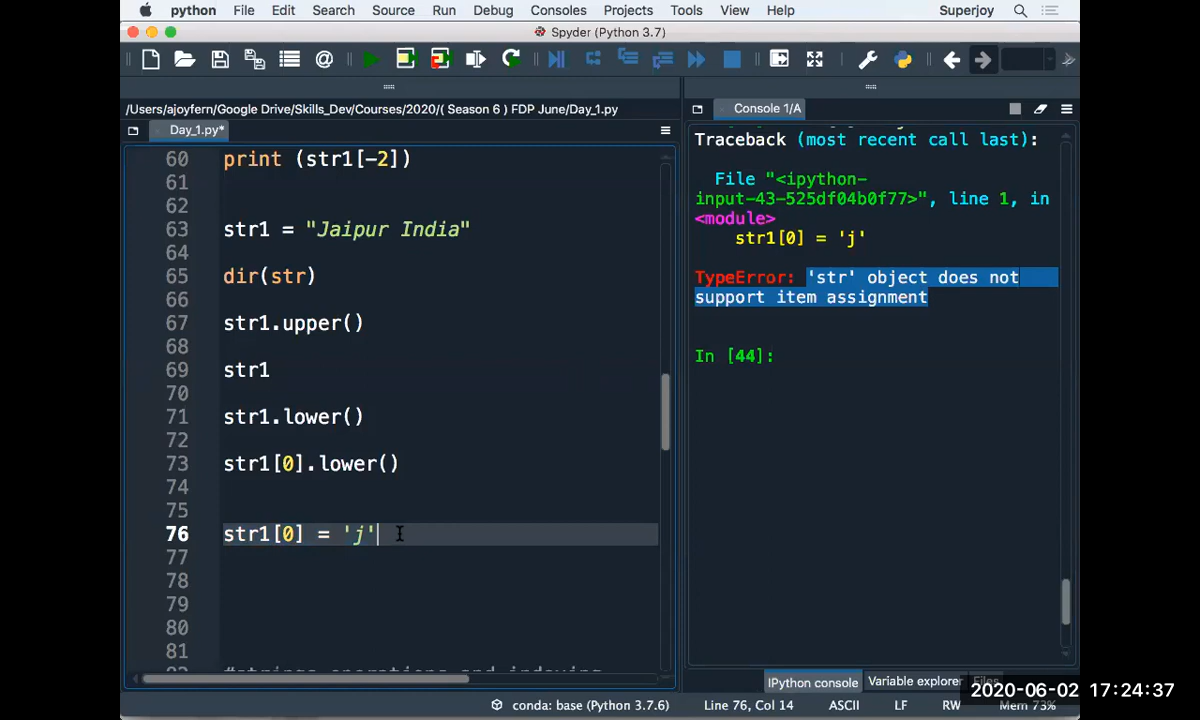 python File Edit Search Source Run Debug Consoles Projects Tools View Help Superjoy
Spyder (Python 3.7)
/Users/ajoyfern/Google Drive/Skills_Dev/Courses/2020/( Season 6 ) FDP June/Day_1.py
Day_1.py*
60 print (str1[-2])
61
62
63 str1 = "Jaipur India"
64
65 dir(str)
66
67 str1.upper()
68
69 str1
70
71 str1.lower()
72
73 str1[0].lower()
74
75
76 str1[0] = 'j'
77
78
79
80
81
#strings operations and indexing
Console 1/A
Traceback (most recent call last):
File "<ipython-
input-43-525df04b0f77>", line 1, in
<module>
str1[0] = 'j'
TypeError: 'str' object does not
support item assignment
In [44]:
IPython console Variable explorer Files
2020-06-02 17:24:37
conda: base (Python 3.7.6) Line 76, Col 14 ASCII LF RW Mem 73%